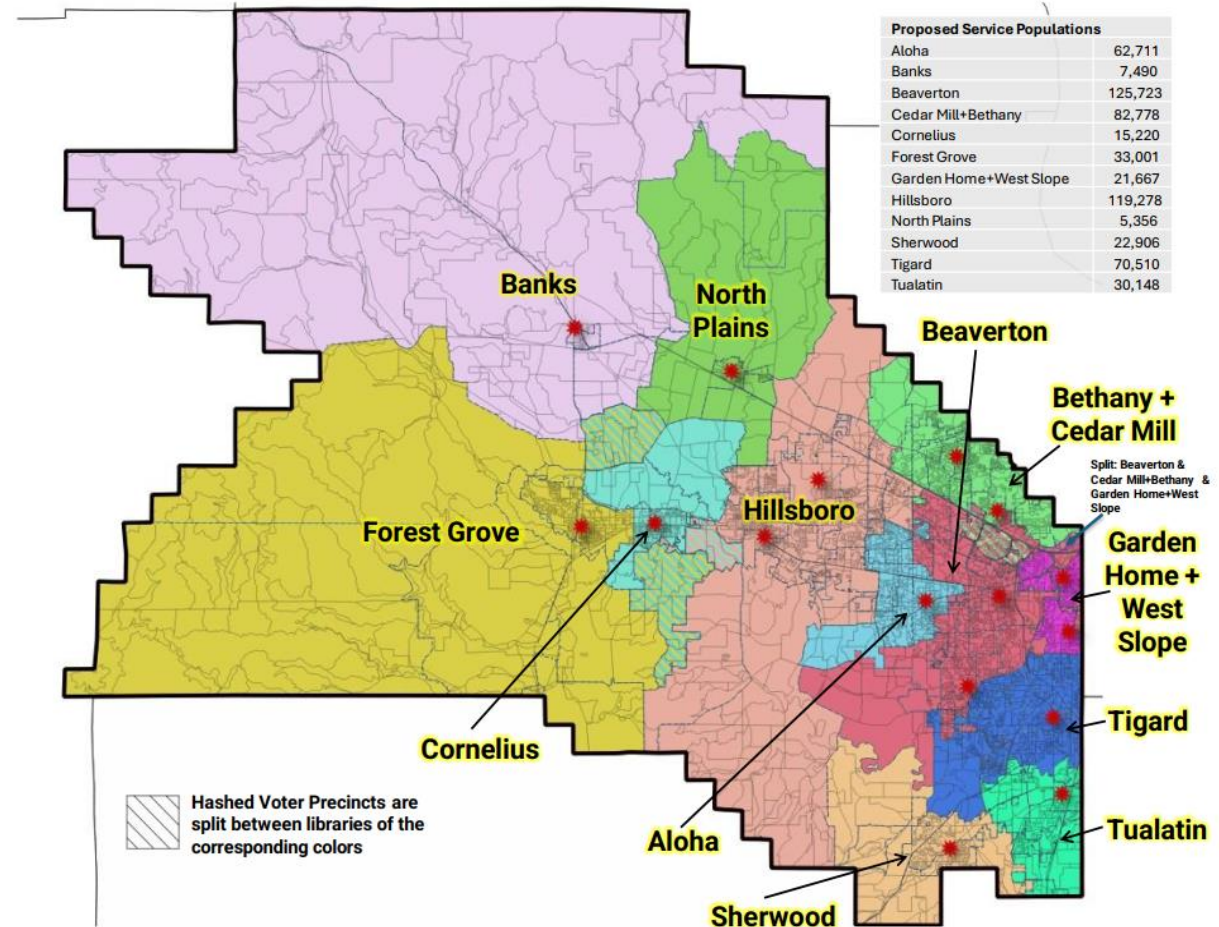 Proposed Service Populations
Aloha 62,711
Banks 7,490
Beaverton 125,723
Cedar Mill+Bethany 82,778
Cornelius 15,220
Forest Grove 33,001
Garden Home+West Slope 21,667
Hillsboro 119,278
North Plains 5,356
Sherwood 22,906
Tigard 70,510
Tualatin 30,148
Banks
North
Plains
Beaverton
Bethany +
Cedar Mill
Split: Beaverton &
Cedar Mill+Bethany &
Garden Home+West
Slope
Hillsboro
Forest Grove
Garden
Home +
West
Slope
Tigard
Cornelius
Hashed Voter Precincts are
split between libraries of the
corresponding colors
Aloha
Tualatin
Sherwood